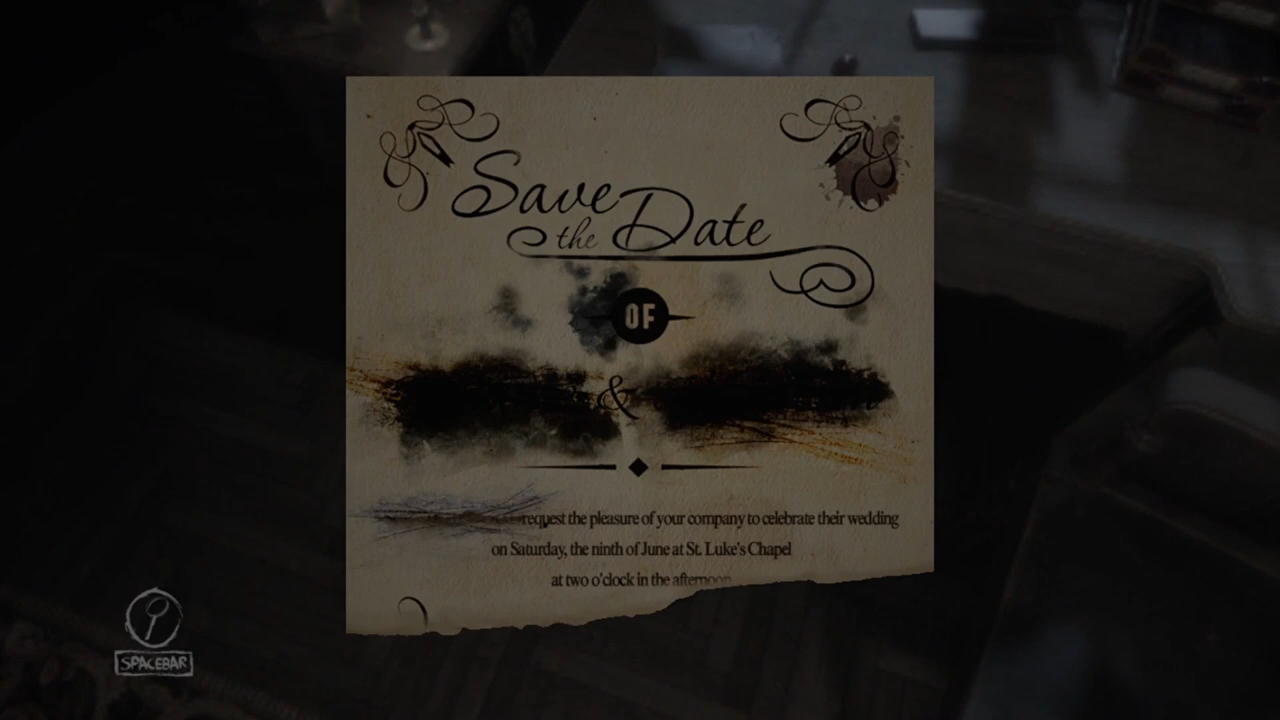 Save
the Date
OF
&
request the pleasure of your company to celebrate their wedding
on Saturday, the ninth of June at St. Luke's Chapel
at two o'clock in the afternoon
SPACEBAR